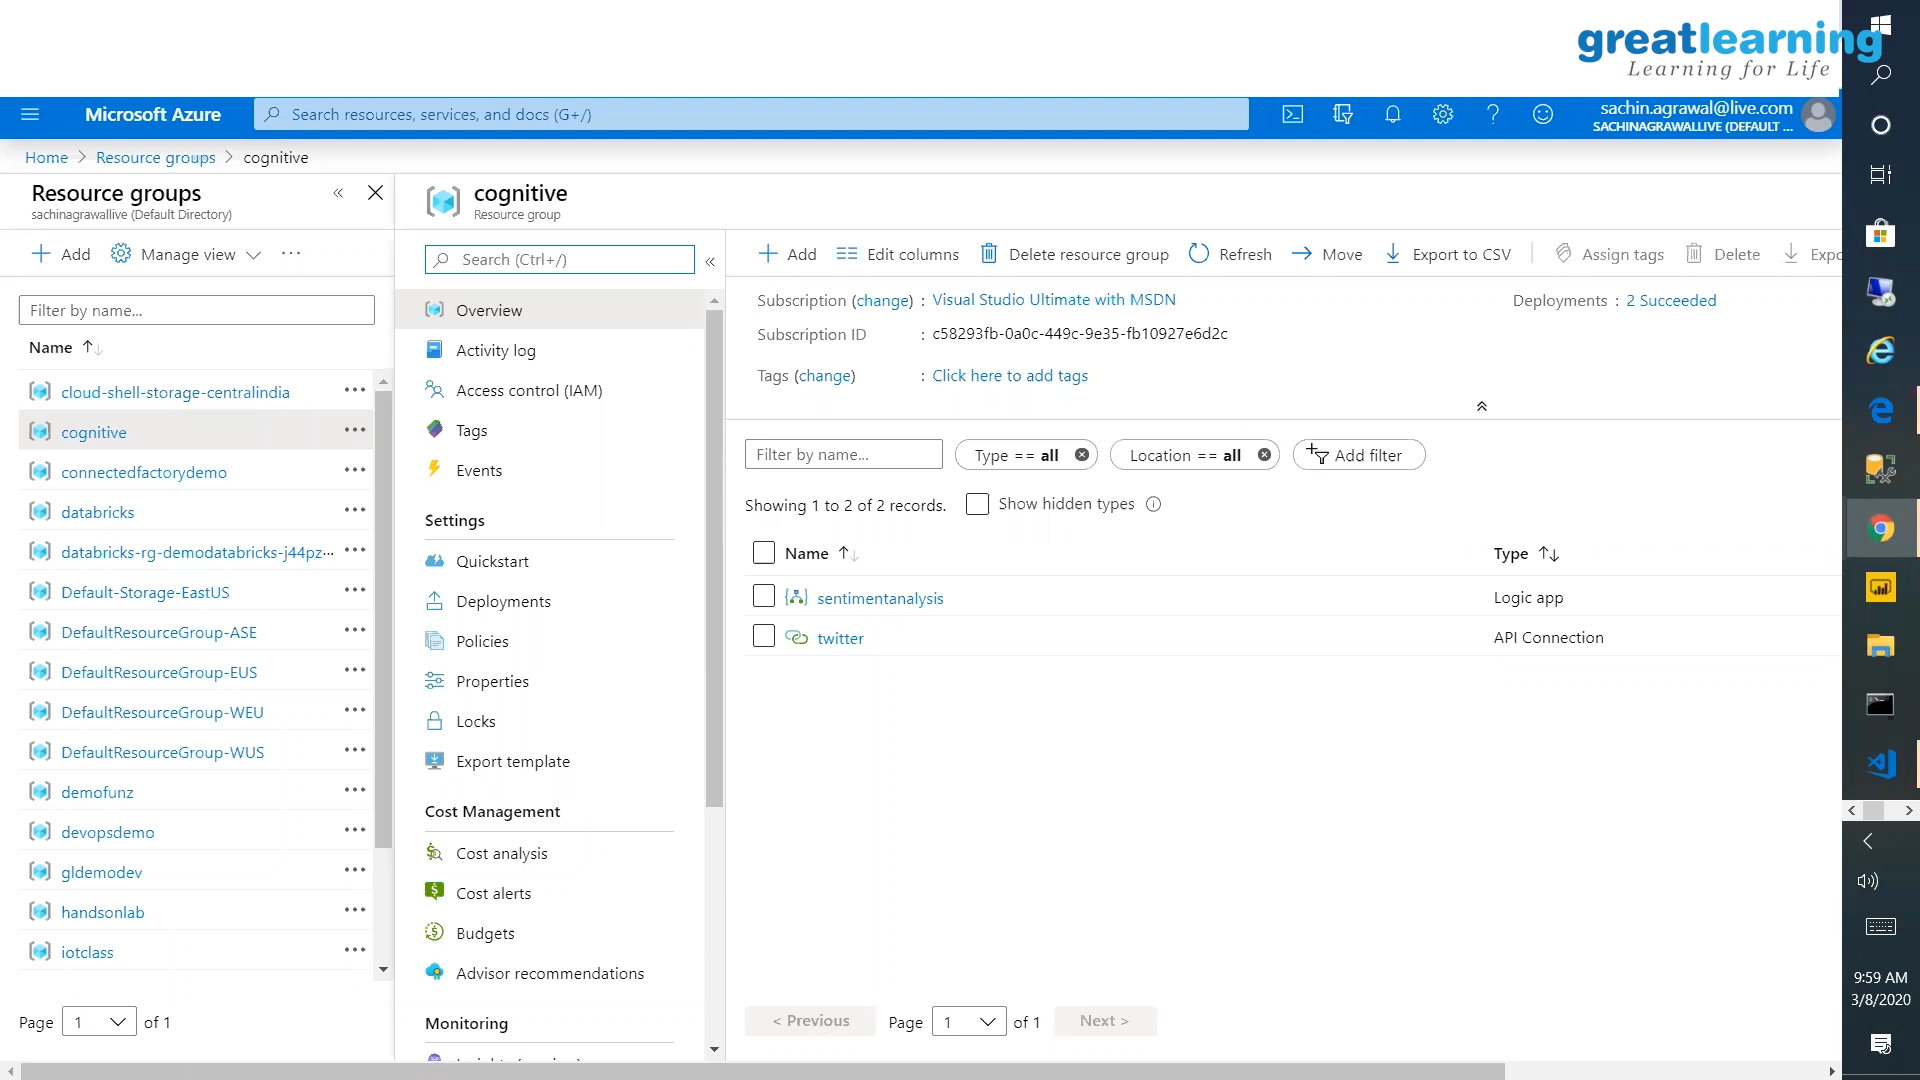 greatlearning
Learning for Life
Microsoft Azure
Search resources, services, and docs (G+/)
sachin.agrawal@live.com
SACHINAGRAWALLIVE (DEFAULT ...
Home > Resource groups > cognitive
Resource groups
sachinagrawallive (Default Directory)
Add
Manage view
Filter by name...
Name
cloud-shell-storage-centralindia
cognitive
connectedfactorydemo
databricks
databricks-rg-demodatabricks-j44pz...
Default-Storage-EastUS
DefaultResourceGroup-ASE
DefaultResourceGroup-EUS
DefaultResourceGroup-WEU
DefaultResourceGroup-WUS
demofunz
devopsdemo
gldemodev
handsonlab
iotclass
Page 1 of 1
cognitive
Resource group
Search (Ctrl+/)
Overview
Activity log
Access control (IAM)
Tags
Events
Settings
Quickstart
Deployments
Policies
Properties
Locks
Export template
Cost Management
Cost analysis
Cost alerts
Budgets
Advisor recommendations
Monitoring
Add
Edit columns
Delete resource group
Refresh
Move
Export to CSV
Assign tags
Delete
Expo
Subscription (change) : Visual Studio Ultimate with MSDN
Deployments : 2 Succeeded
Subscription ID : c58293fb-0a0c-449c-9e35-fb10927e6d2c
Tags (change) : Click here to add tags
Filter by name...
Type == all
Location == all
Add filter
Showing 1 to 2 of 2 records.
Show hidden types
Name
Type
sentimentanalysis
Logic app
twitter
API Connection
< Previous
Page 1 of 1
Next >
9:59 AM
3/8/2020